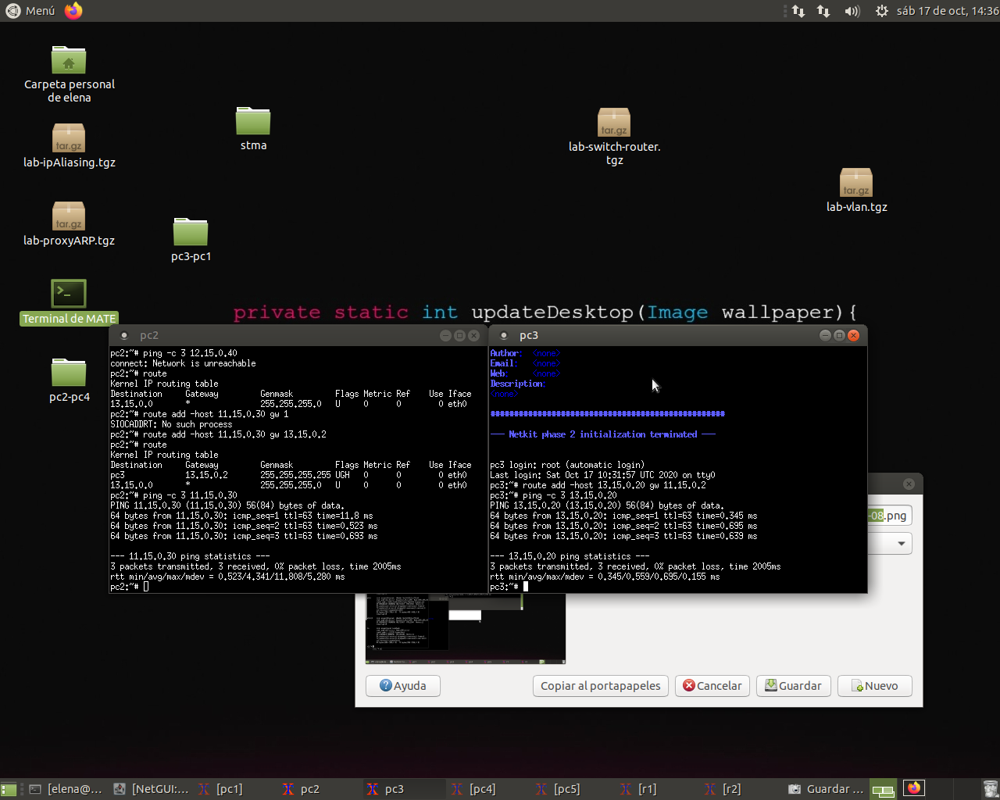 Menú
sáb 17 de oct, 14:36
Carpeta personal
de elena
tar.gz
lab-ipAliasing.tgz
stma
tar.gz
lab-switch-router.
tgz
tar.gz
lab-vlan.tgz
tar.gz
lab-proxyARP.tgz
pc3-pc1
Terminal de MATE
pc2-pc4
private static int updateDesktop(Image wallpaper){
pc2
pc2:~# ping -c 3 12.15.0.40
connect: Network is unreachable
pc2:~# route
Kernel IP routing table
Destination Gateway Genmask Flags Metric Ref Use Iface
13.15.0.0 * 255.255.255.0 U 0 0 0 eth0
pc2:~# route add -host 11.15.0.30 gw 1
SIOCADDRT: No such process
pc2:~# route add -host 11.15.0.30 gw 13.15.0.2
pc2:~# route
Kernel IP routing table
Destination Gateway Genmask Flags Metric Ref Use Iface
pc3 13.15.0.2 255.255.255.255 UGH 0 0 0 eth0
13.15.0.0 * 255.255.255.0 U 0 0 0 eth0
pc2:~# ping -c 3 11.15.0.30
PING 11.15.0.30 (11.15.0.30) 56(84) bytes of data.
64 bytes from 11.15.0.30: icmp_seq=1 ttl=63 time=11.8 ms
64 bytes from 11.15.0.30: icmp_seq=2 ttl=63 time=0.523 ms
64 bytes from 11.15.0.30: icmp_seq=3 ttl=63 time=0.693 ms
--- 11.15.0.30 ping statistics ---
3 packets transmitted, 3 received, 0% packet loss, time 2005ms
rtt min/avg/max/mdev = 0.523/4.341/11.808/5.280 ms
pc2:~#
pc3
Author: <none>
Email: <none>
Web: <none>
Description:
<none>
##################################################
--- Netkit phase 2 initialization terminated ---
pc3 login: root (automatic login)
Last login: Sat Oct 17 10:31:57 UTC 2020 on tty0
pc3:~# route add -host 13.15.0.20 gw 11.15.0.2
pc3:~# ping -c 3 13.15.0.20
PING 13.15.0.20 (13.15.0.20) 56(84) bytes of data.
64 bytes from 13.15.0.20: icmp_seq=1 ttl=63 time=0.345 ms
64 bytes from 13.15.0.20: icmp_seq=2 ttl=63 time=0.695 ms
64 bytes from 13.15.0.20: icmp_seq=3 ttl=63 time=0.639 ms
--- 13.15.0.20 ping statistics ---
3 packets transmitted, 3 received, 0% packet loss, time 2005ms
rtt min/avg/max/mdev = 0.345/0.559/0.695/0.155 ms
pc3:~#
-08.png
Ayuda
Copiar al portapapeles
Cancelar
Guardar
Nuevo
[elena@...
[NetGUI:...
[pc1]
pc2
pc3
[pc4]
[pc5]
[r1]
[r2]
Guardar ...